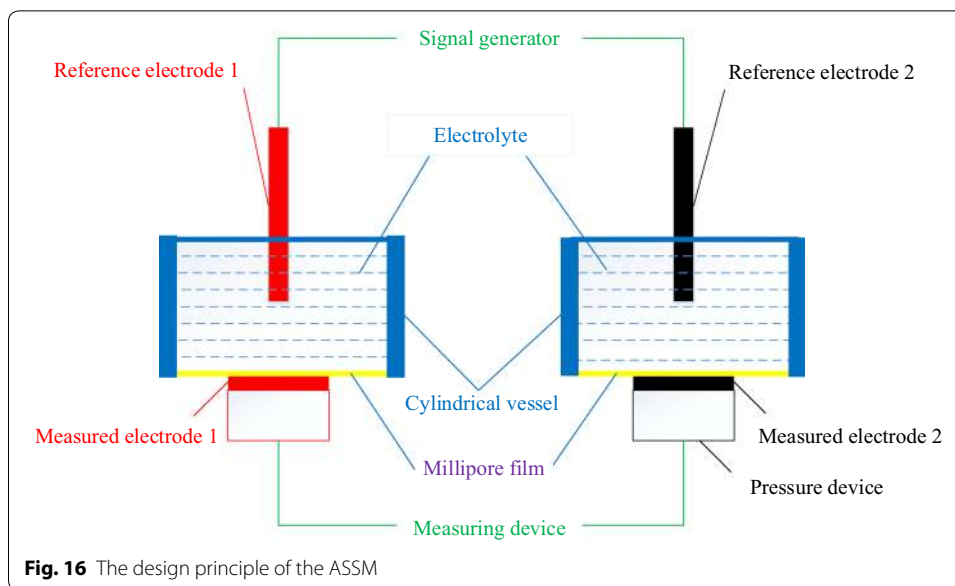 Signal generator
Reference electrode 1
Reference electrode 2
Electrolyte
Cylindrical vessel
Measured electrode 1
Measured electrode 2
Millipore film
Pressure device
Measuring device
Fig. 16 The design principle of the ASSM